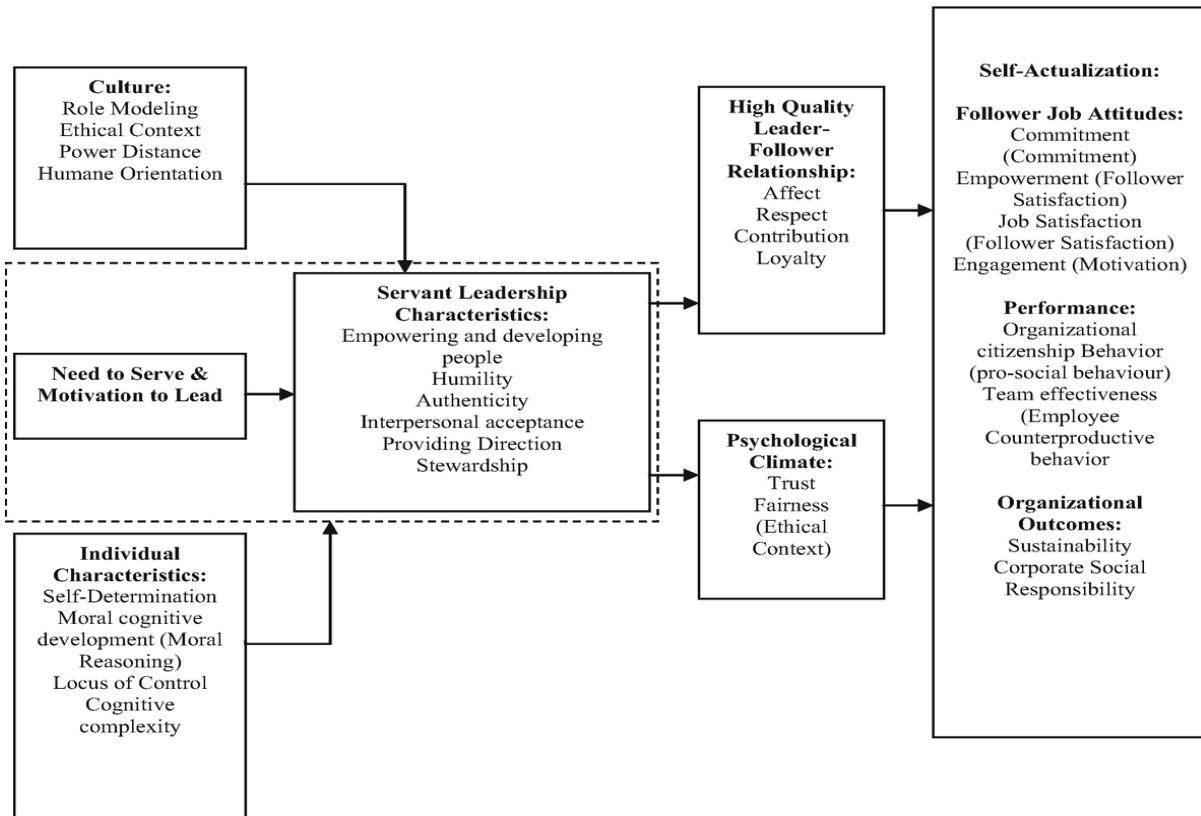 Culture:
Role Modeling
Ethical Context
Power Distance
Humane Orientation
Need to Serve &
Motivation to Lead
Individual
Characteristics:
Self-Determination
Moral cognitive
development (Moral
Reasoning)
Locus of Control
Cognitive
complexity
Servant Leadership
Characteristics:
Empowering and developing
people
Humility
Authenticity
Interpersonal acceptance
Providing Direction
Stewardship
High Quality
Leader-
Follower
Relationship:
Affect
Respect
Contribution
Loyalty
Psychological
Climate:
Trust
Fairness
(Ethical
Context)
Self-Actualization:
Follower Job Attitudes:
Commitment
(Commitment)
Empowerment (Follower
Satisfaction)
Job Satisfaction
(Follower Satisfaction)
Engagement (Motivation)
Performance:
Organizational
citizenship Behavior
(pro-social behaviour)
Team effectiveness
(Employee
Counterproductive
behavior
Organizational
Outcomes:
Sustainability
Corporate Social
Responsibility